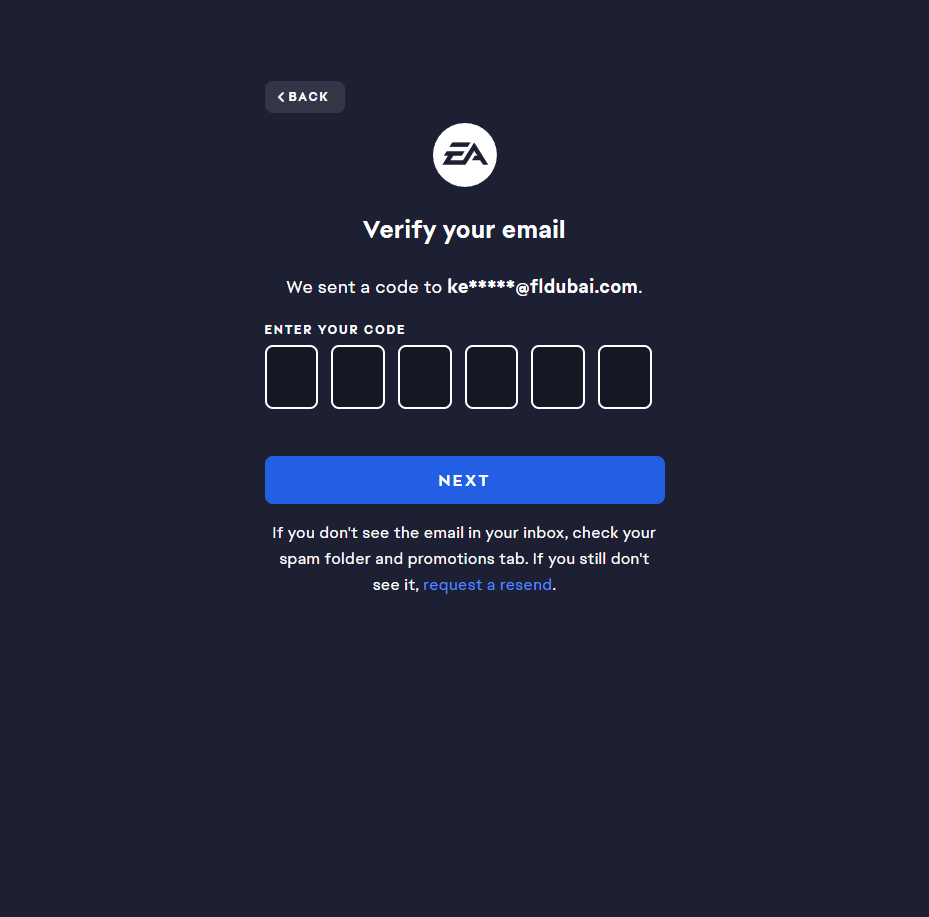 BACK
EA
Verify your email
We sent a code to ke*****@fldubai.com.
ENTER YOUR CODE
NEXT
If you don't see the email in your inbox, check your
spam folder and promotions tab. If you still don't
see it, request a resend.